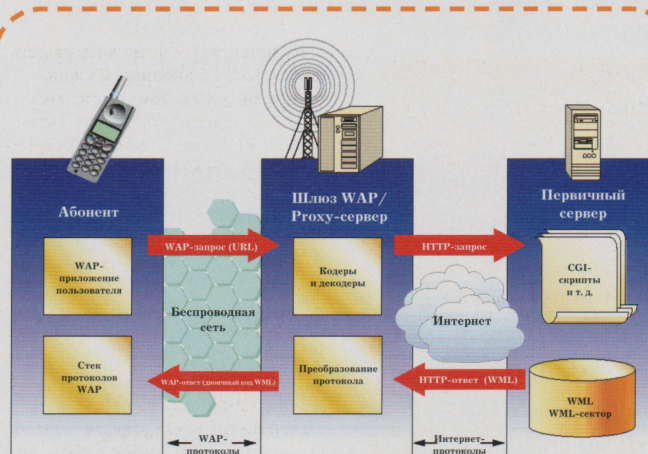 Абонент
Шлюз WAP/
Proxy-сервер
Первичный
сервер
WAP-запрос (URL)
HTTP-запрос
WAP-
приложение
пользователя
Кодеры
и декодеры
CGI-
скрипты
и т. д.
Беспроводная
сеть
Интернет
Стек
протоколов
WAP
WAP-ответ (двоичный код WML)
Преобразование
протокола
HTTP-ответ (WML)
WML
WML-сектор
WAP-
протоколы
Интернет-
протоколы